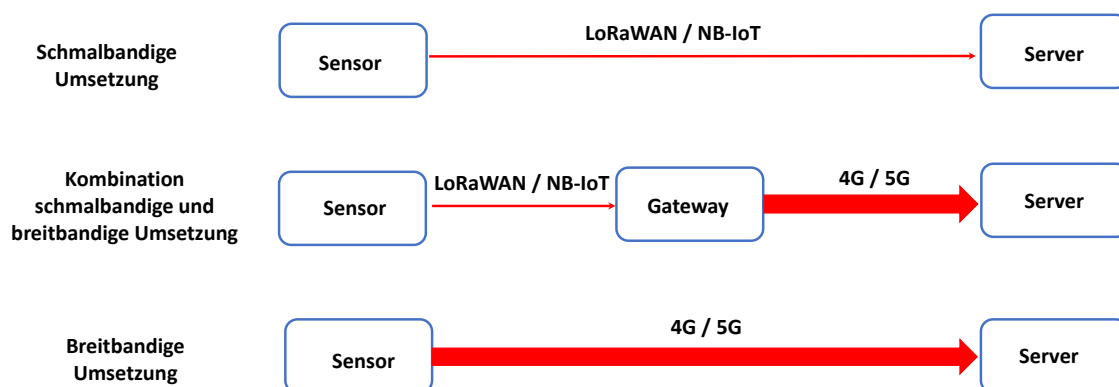 Schmalbandige
Umsetzung
Sensor
LoRaWAN / NB-IoT
Server
Kombination
schmalbandige und
breitbandige Umsetzung
Sensor
LoRaWAN / NB-IoT
Gateway
4G / 5G
Server
Breitbandige
Umsetzung
Sensor
4G / 5G
Server